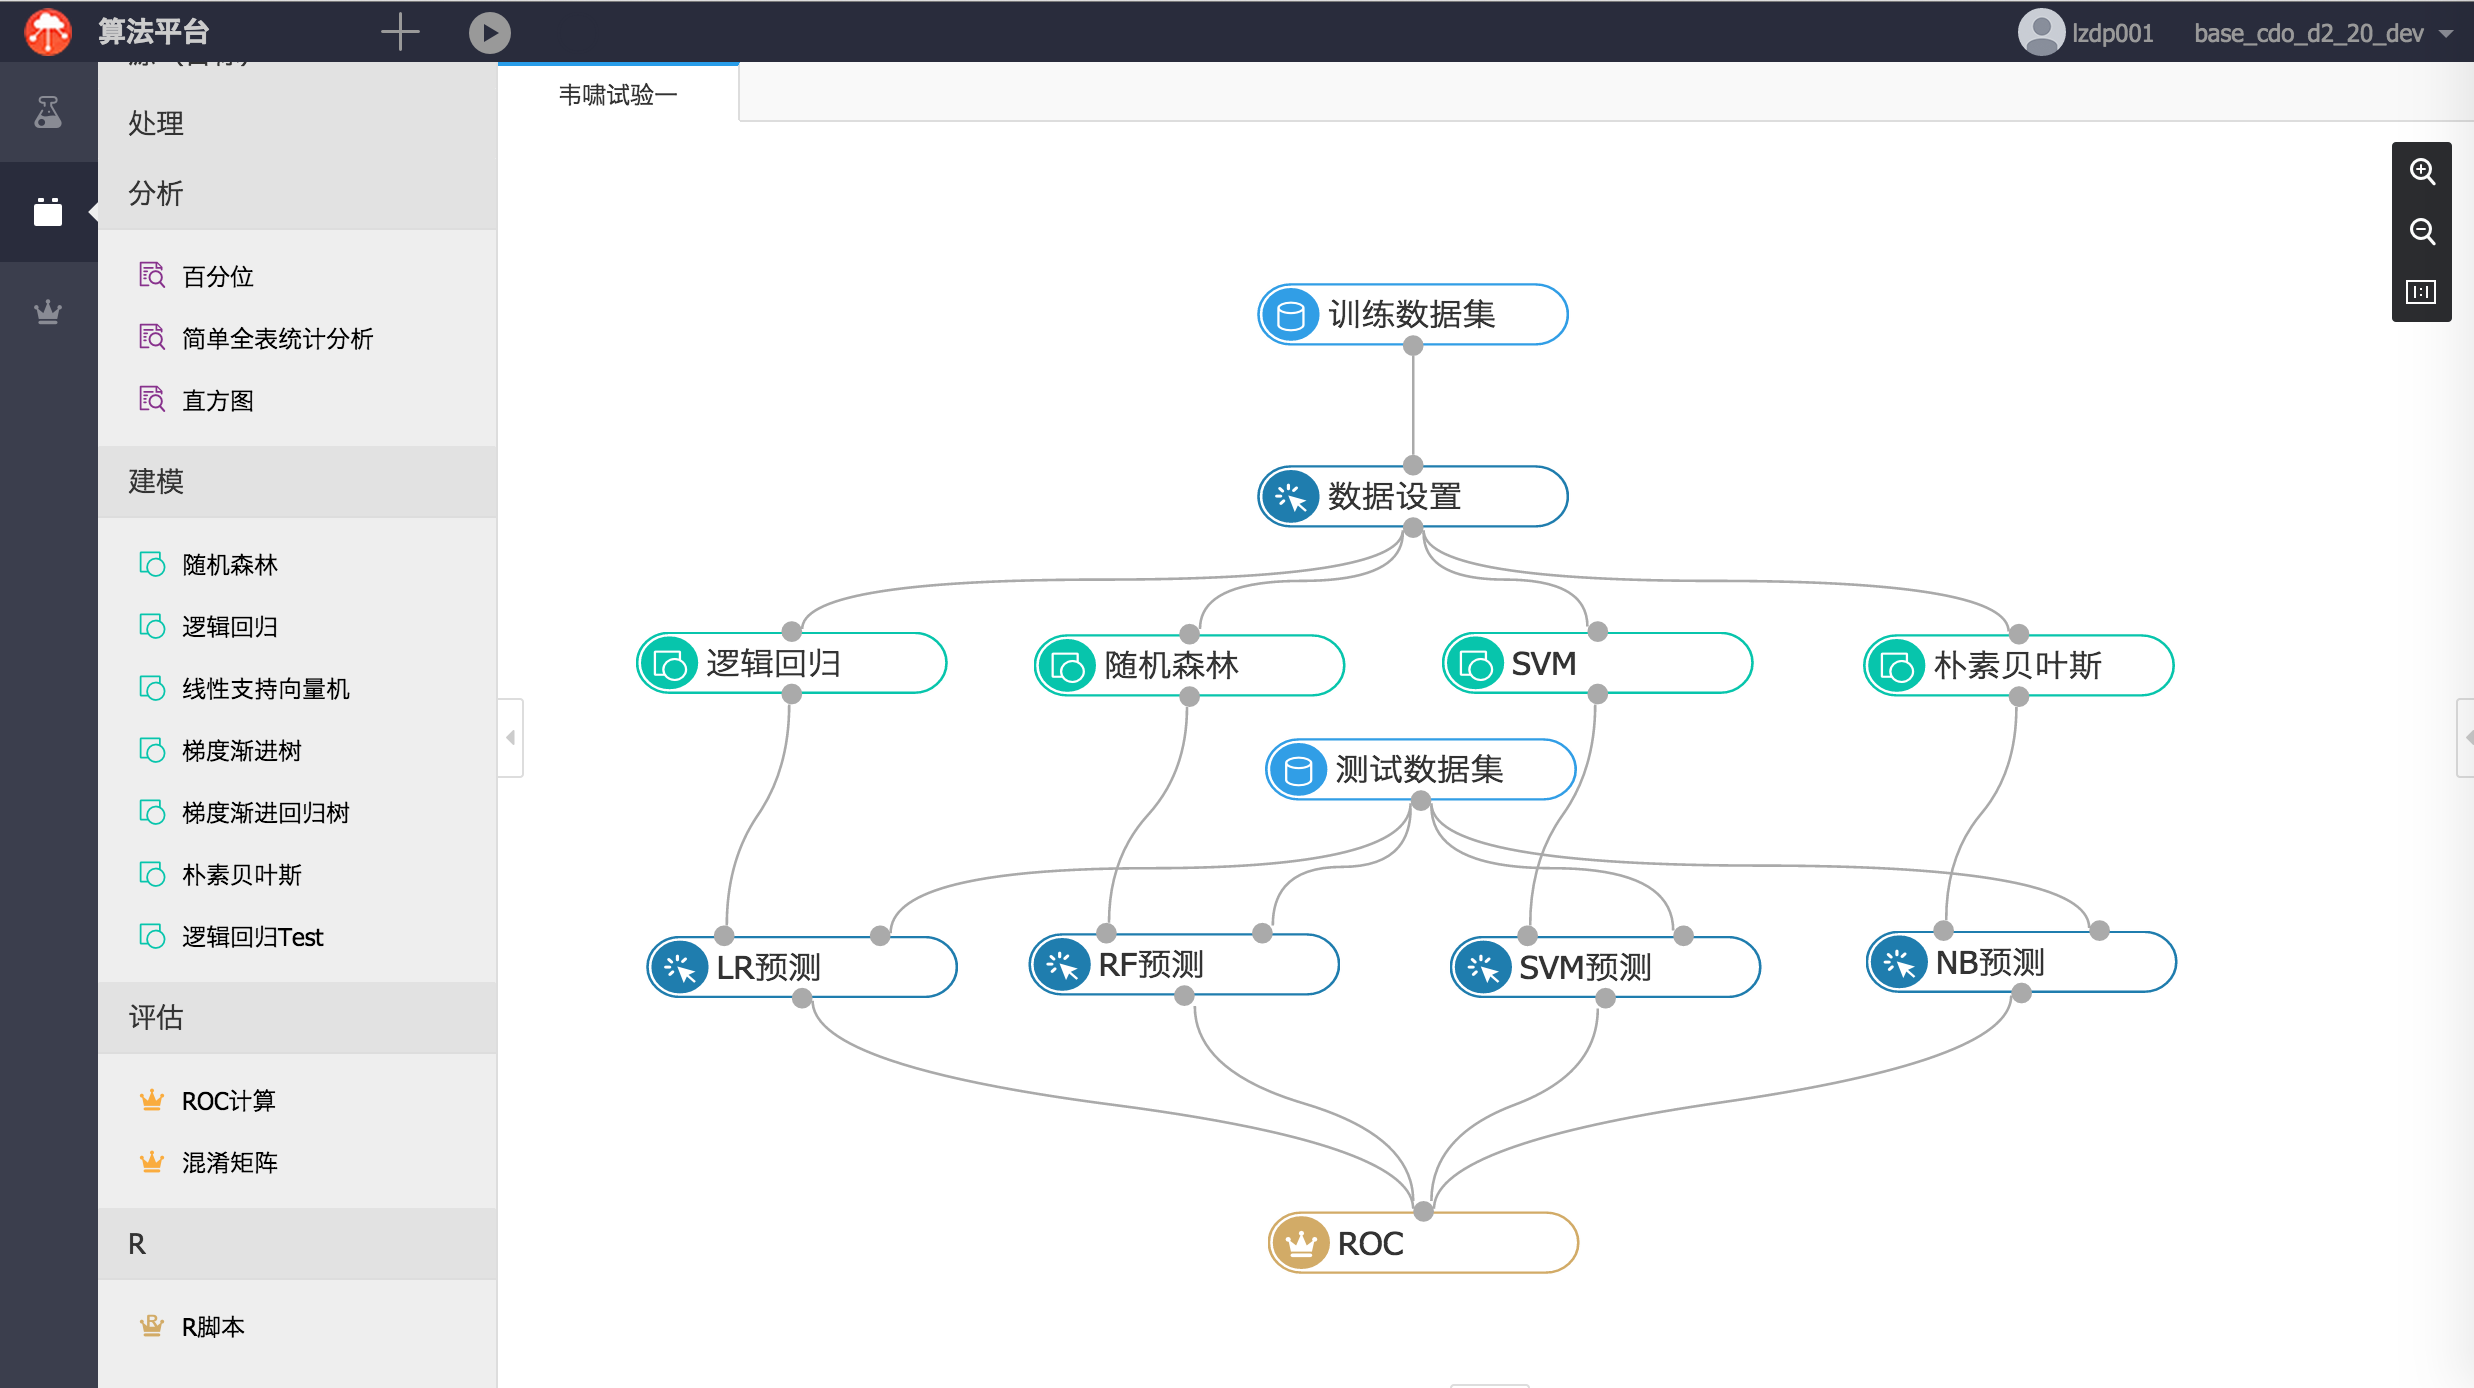 算法平台
lzdp001
base_cdo_d2_20_dev
处理
分析
百分位
简单全表统计分析
直方图
建模
随机森林
逻辑回归
线性支持向量机
梯度渐进树
梯度渐进回归树
朴素贝叶斯
逻辑回归Test
评估
ROC计算
混淆矩阵
R
R脚本
韦啸试验一
训练数据集
数据设置
逻辑回归
随机森林
SVM
朴素贝叶斯
测试数据集
LR预测
RF预测
SVM预测
NB预测
ROC